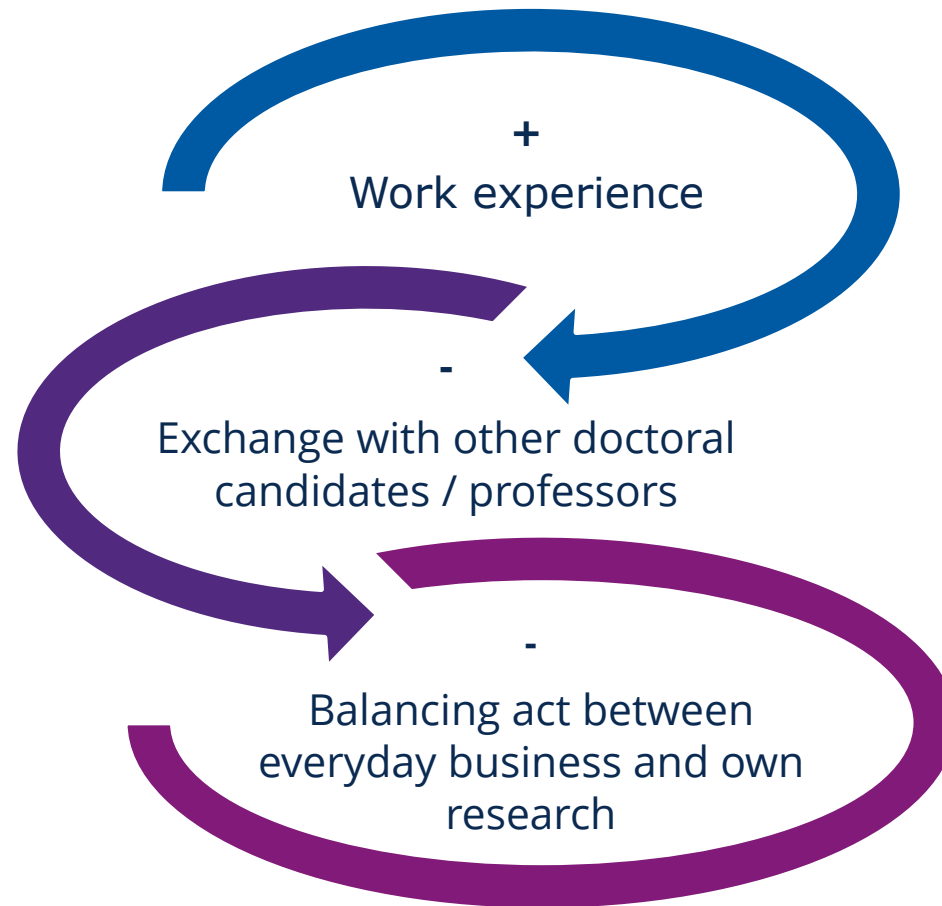 +
Work experience
-
Exchange with other doctoral
candidates / professors
-
Balancing act between
everyday business and own
research